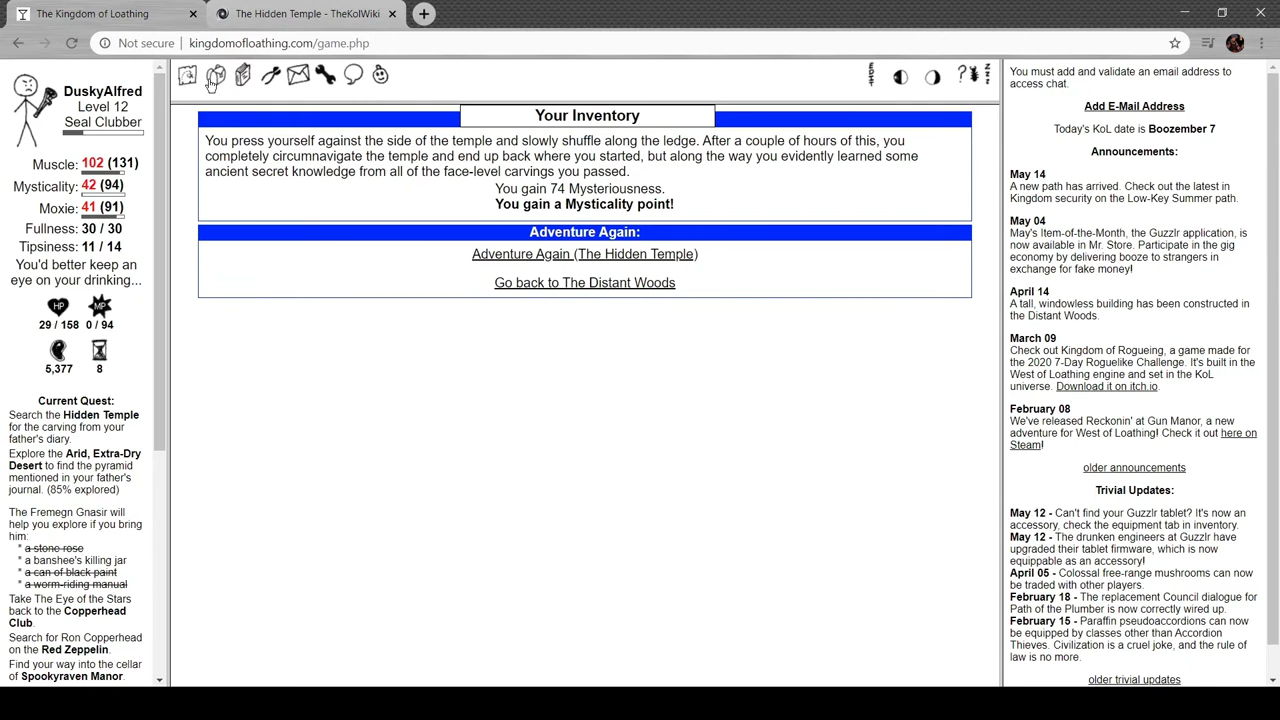 The Kingdom of Loathing
The Hidden Temple - TheKolWiki
Not secure | kingdomofloathing.com/game.php
DuskyAlfred
Level 12
Seal Clubber
Muscle: 102 (131)
Mysticality: 42 (94)
Moxie: 41 (91)
Fullness: 30 / 30
Tipsiness: 11 / 14
You'd better keep an
eye on your drinking...
HP
MP
29 / 158
0 / 94
5,377
8
Current Quest:
Search the Hidden Temple
for the carving from your
father's diary.
Explore the Arid, Extra-Dry
Desert to find the pyramid
mentioned in your father's
journal. (85% explored)
The Fremegn Gnasir will
help you explore if you bring
him:
* a stone rose
* a banshee's killing jar
* a can of black paint
* a worm-riding manual
Take The Eye of the Stars
back to the Copperhead
Club.
Search for Ron Copperhead
on the Red Zeppelin.
Find your way into the cellar
of Spookyraven Manor.
Your Inventory
You press yourself against the side of the temple and slowly shuffle along the ledge. After a couple of hours of this, you
completely circumnavigate the temple and end up back where you started, but along the way you evidently learned some
ancient secret knowledge from all of the face-level carvings you passed.
You gain 74 Mysteriousness.
You gain a Mysticality point!
Adventure Again:
Adventure Again (The Hidden Temple)
Go back to The Distant Woods
You must add and validate an email address to
access chat.
Add E-Mail Address
Today's KoL date is Boozember 7
Announcements:
May 14
A new path has arrived. Check out the latest in
Kingdom security on the Low-Key Summer path.
May 04
May's Item-of-the-Month, the Guzzlr application, is
now available in Mr. Store. Participate in the gig
economy by delivering booze to strangers in
exchange for fake money!
April 14
A tall, windowless building has been constructed in
the Distant Woods.
March 09
Check out Kingdom of Rogueing, a game made for
the 2020 7-Day Roguelike Challenge. It's built in the
West of Loathing engine and set in the KoL
universe. Download it on itch.io.
February 08
We've released Reckonin' at Gun Manor, a new
adventure for West of Loathing! Check it out here on
Steam!
older announcements
Trivial Updates:
May 12 - Can't find your Guzzlr tablet? It's now an
accessory, check the equipment tab in inventory.
May 12 - The drunken engineers at Guzzlr have
upgraded their tablet firmware, which is now
equippable as an accessory!
April 05 - Colossal free-range mushrooms can now
be traded with other players.
February 18 - The replacement Council dialogue for
Path of the Plumber is now correctly wired up.
February 15 - Paraffin pseudoaccordions can now
be equipped by classes other than Accordion
Thieves. Civilization is a cruel joke, and the rule of
law is no more.
older trivial updates